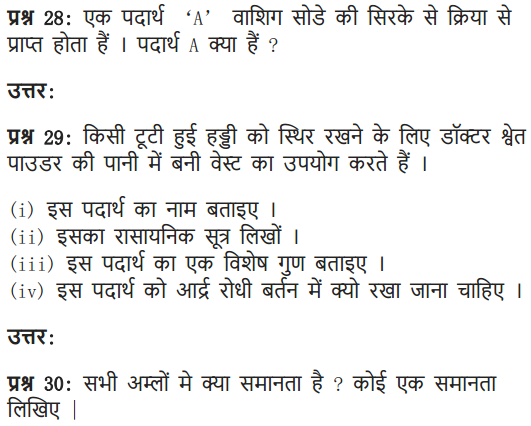 प्रश्न 28: एक पदार्थ 'A' वाशिग सोडे की सिरके से क्रिया से
प्राप्त होता हैं । पदार्थ A क्या हैं ?
उत्तर:
प्रश्न 29: किसी टूटी हुई हड्डी को स्थिर रखने के लिए डॉक्टर श्वेत
पाउडर की पानी में बनी वेस्ट का उपयोग करते हैं ।
(i) इस पदार्थ का नाम बताइए ।
(ii) इसका रासायनिक सूत्र लिखों ।
(iii) इस पदार्थ का एक विशेष गुण बताइए ।
(iv) इस पदार्थ को आर्द्र रोधी बर्तन में क्यो रखा जाना चाहिए ।
उत्तर:
प्रश्न 30: सभी अम्लों मे क्या समानता है ? कोई एक समानता
लिखिए |